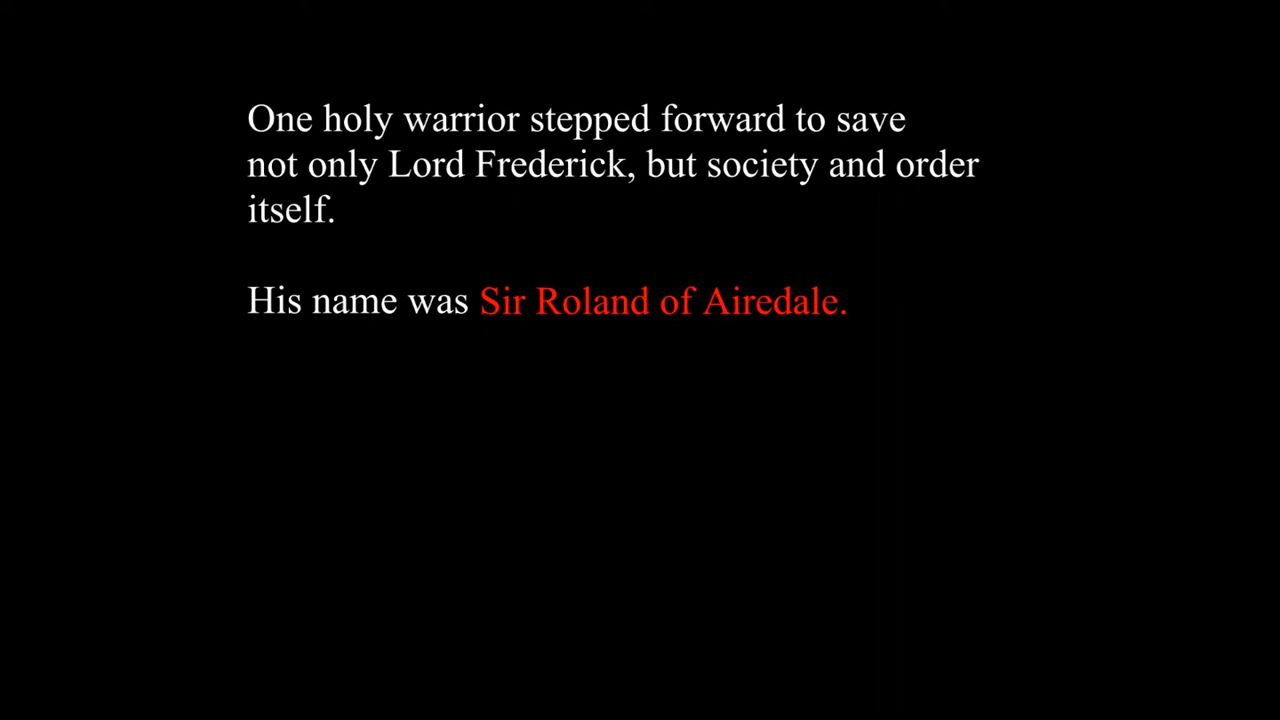 One holy warrior stepped forward to save
not only Lord Frederick, but society and order
itself.
His name was Sir Roland of Airedale.